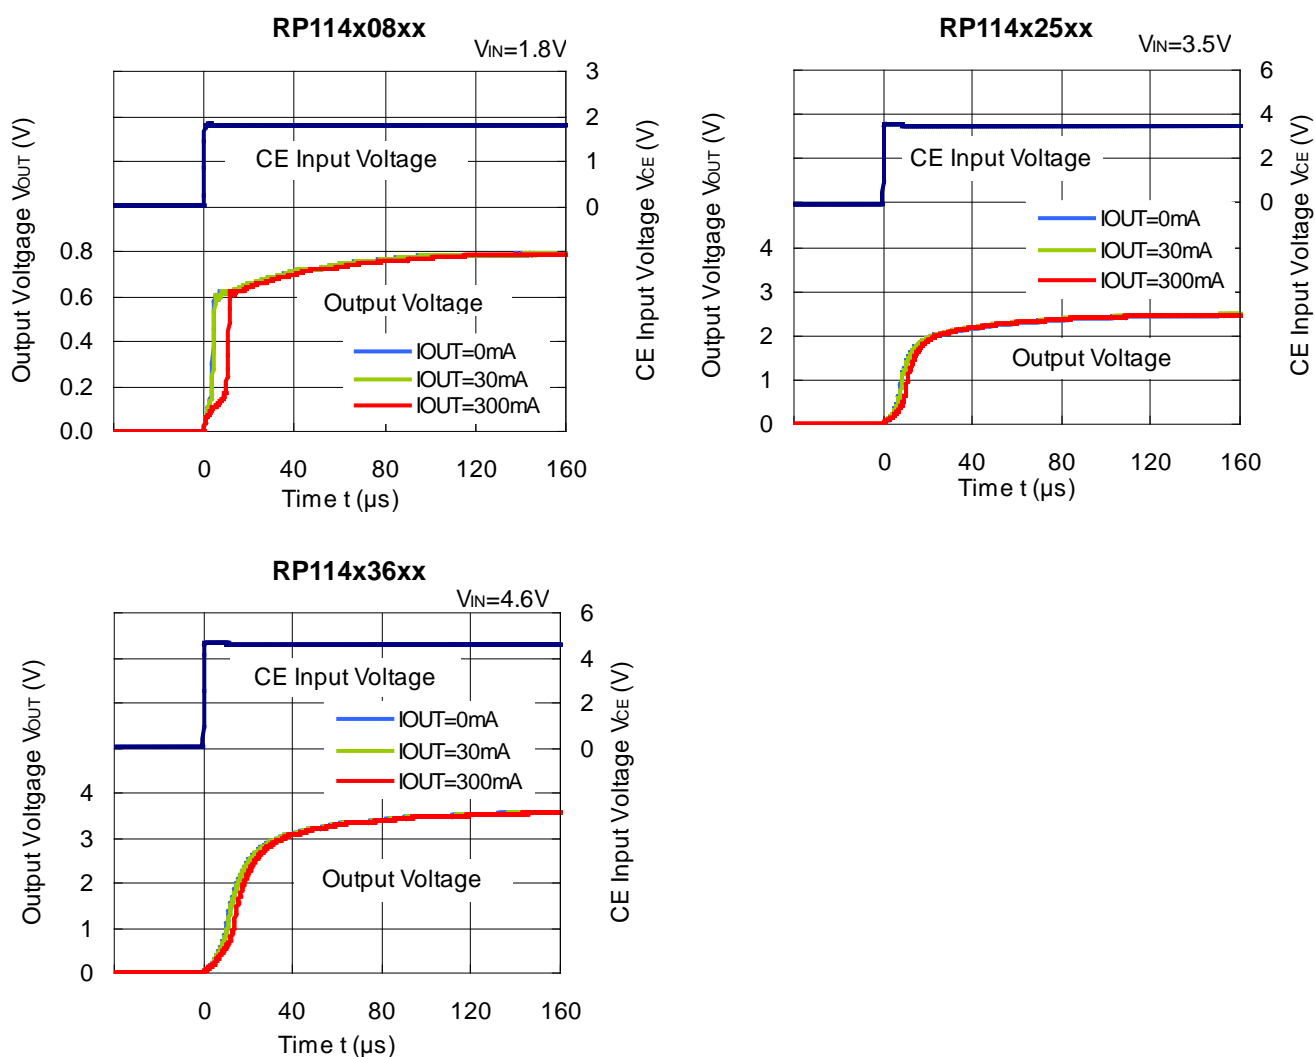 RP114x08xx
VIN=1.8V
3
2
1
0
CE Input Voltage
0.8
0.6
0.4
0.2
0.0
Output Voltage
IOUT=0mA
IOUT=30mA
IOUT=300mA
0 40 80 120 160
Time t (µs)
Output Voltgage VOUT (V)
CE Input Voltage VCE (V)
RP114x25xx
VIN=3.5V
6
4
2
0
CE Input Voltage
IOUT=0mA
IOUT=30mA
IOUT=300mA
4
3
2
1
0
Output Voltage
0 40 80 120 160
Time t (µs)
Output Voltgage VOUT (V)
CE Input Voltage VCE (V)
RP114x36xx
VIN=4.6V
6
4
2
0
CE Input Voltage
IOUT=0mA
IOUT=30mA
IOUT=300mA
4
3
2
1
0
Output Voltage
0 40 80 120 160
Time t (µs)
Output Voltgage VOUT (V)
CE Input Voltage VCE (V)